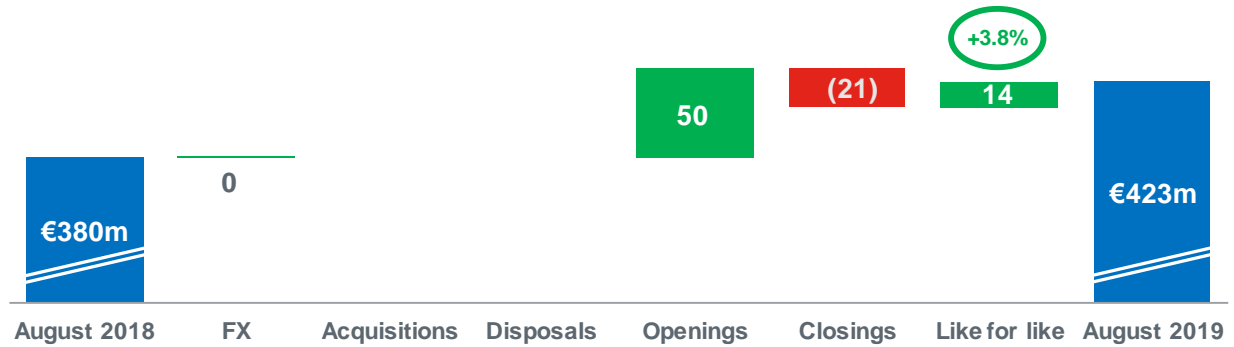 +3.8%
50
(21)
14
0
€380m
€423m
August 2018 FX Acquisitions Disposals Openings Closings Like for like August 2019